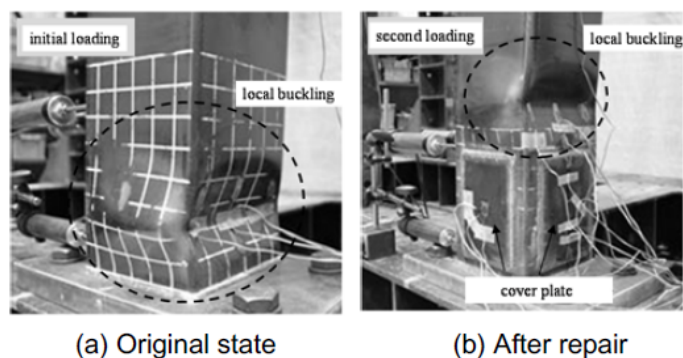 initial loading
local buckling
second loading
local buckling
cover plate
(a) Original state
(b) After repair